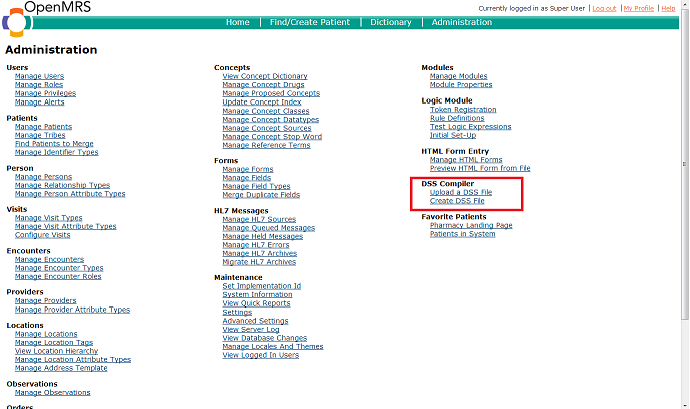 OpenMRS
Currently logged in as Super User | Log out | My Profile | Help
Home | Find/Create Patient | Dictionary | Administration
Administration
Users
Manage Users
Manage Roles
Manage Privileges
Manage Alerts
Patients
Manage Patients
Manage Tribes
Find Patients to Merge
Manage Identifier Types
Person
Manage Persons
Manage Relationship Types
Manage Person Attribute Types
Visits
Manage Visit Types
Manage Visit Attribute Types
Configure Visits
Encounters
Manage Encounters
Manage Encounter Types
Manage Encounter Roles
Providers
Manage Providers
Manage Provider Attribute Types
Locations
Manage Locations
Manage Location Tags
View Location Hierarchy
Manage Location Attribute Types
Manage Address Template
Observations
Manage Observations
Orders
Concepts
View Concept Dictionary
Manage Concept Drugs
Manage Proposed Concepts
Update Concept Index
Manage Concept Classes
Manage Concept Datatypes
Manage Concept Sources
Manage Concept Stop Word
Manage Reference Terms
Forms
Manage Forms
Manage Fields
Manage Field Types
Merge Duplicate Fields
HL7 Messages
Manage HL7 Sources
Manage Queued Messages
Manage Held Messages
Manage HL7 Errors
Manage HL7 Archives
Migrate HL7 Archives
Maintenance
Set Implementation Id
System Information
View Quick Reports
Settings
Advanced Settings
View Server Log
View Database Changes
Manage Locales And Themes
View Logged In Users
Modules
Manage Modules
Module Properties
Logic Module
Token Registration
Rule Definitions
Test Logic Expressions
Initial Set-Up
HTML Form Entry
Manage HTML Forms
Preview HTML Form from File
DSS Compiler
Upload a DSS File
Create DSS File
Favorite Patients
Pharmacy Landing Page
Patients in System